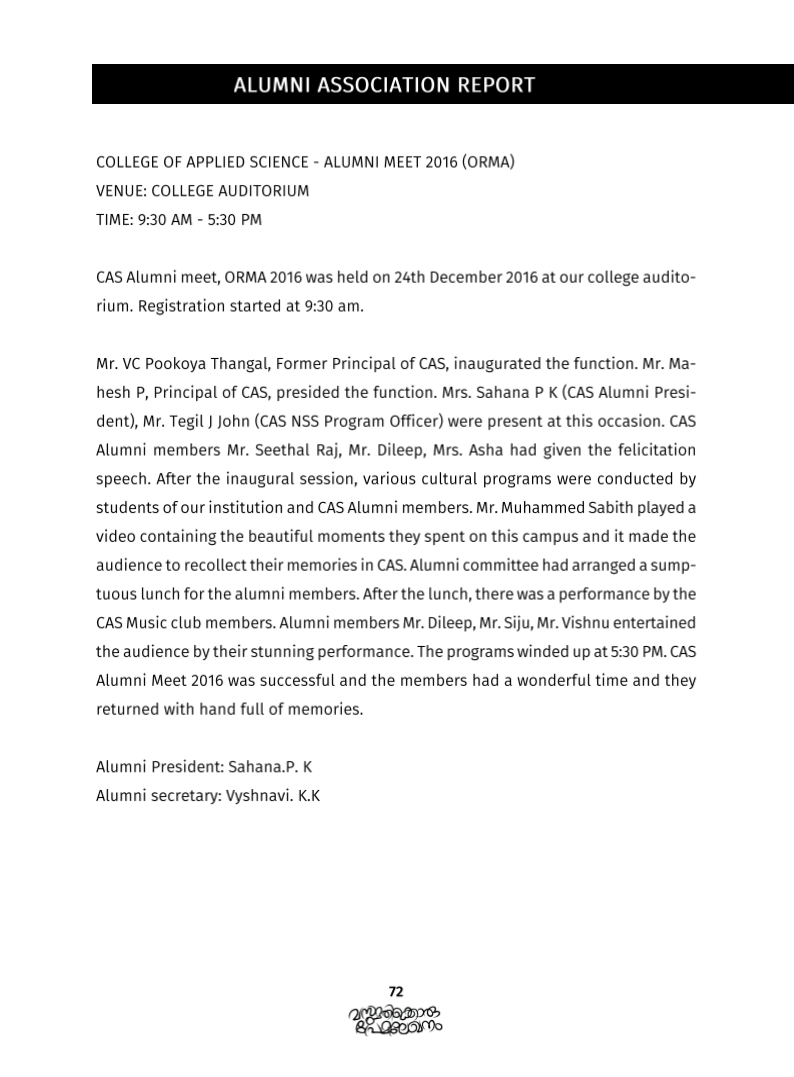 ALUMNI ASSOCIATION REPORT
COLLEGE OF APPLIED SCIENCE - ALUMNI MEET 2016 (ORMA)
VENUE: COLLEGE AUDITORIUM
TIME: 9:30 AM - 5:30 PM
CAS Alumni meet, ORMA 2016 was held on 24th December 2016 at our college audito-
rium. Registration started at 9:30 am.
Mr. VC Pookoya Thangal, Former Principal of CAS, inaugurated the function. Mr. Ma-
hesh P, Principal of CAS, presided the function. Mrs. Sahana P K (CAS Alumni Presi-
dent), Mr. Tegil J John (CAS NSS Program Officer) were present at this occasion. CAS
Alumni members Mr. Seethal Raj, Mr. Dileep, Mrs. Asha had given the felicitation
speech. After the inaugural session, various cultural programs were conducted by
students of our institution and CAS Alumni members. Mr. Muhammed Sabith played a
video containing the beautiful moments they spent on this campus and it made the
audience to recollect their memories in CAS. Alumni committee had arranged a sump-
tuous lunch for the alumni members. After the lunch, there was a performance by the
CAS Music club members. Alumni members Mr. Dileep, Mr. Siju, Mr. Vishnu entertained
the audience by their stunning performance. The programs winded up at 5:30 PM. CAS
Alumni Meet 2016 was successful and the members had a wonderful time and they
returned with hand full of memories.
Alumni President: Sahana.P. K
Alumni secretary: Vyshnavi. K.K
72